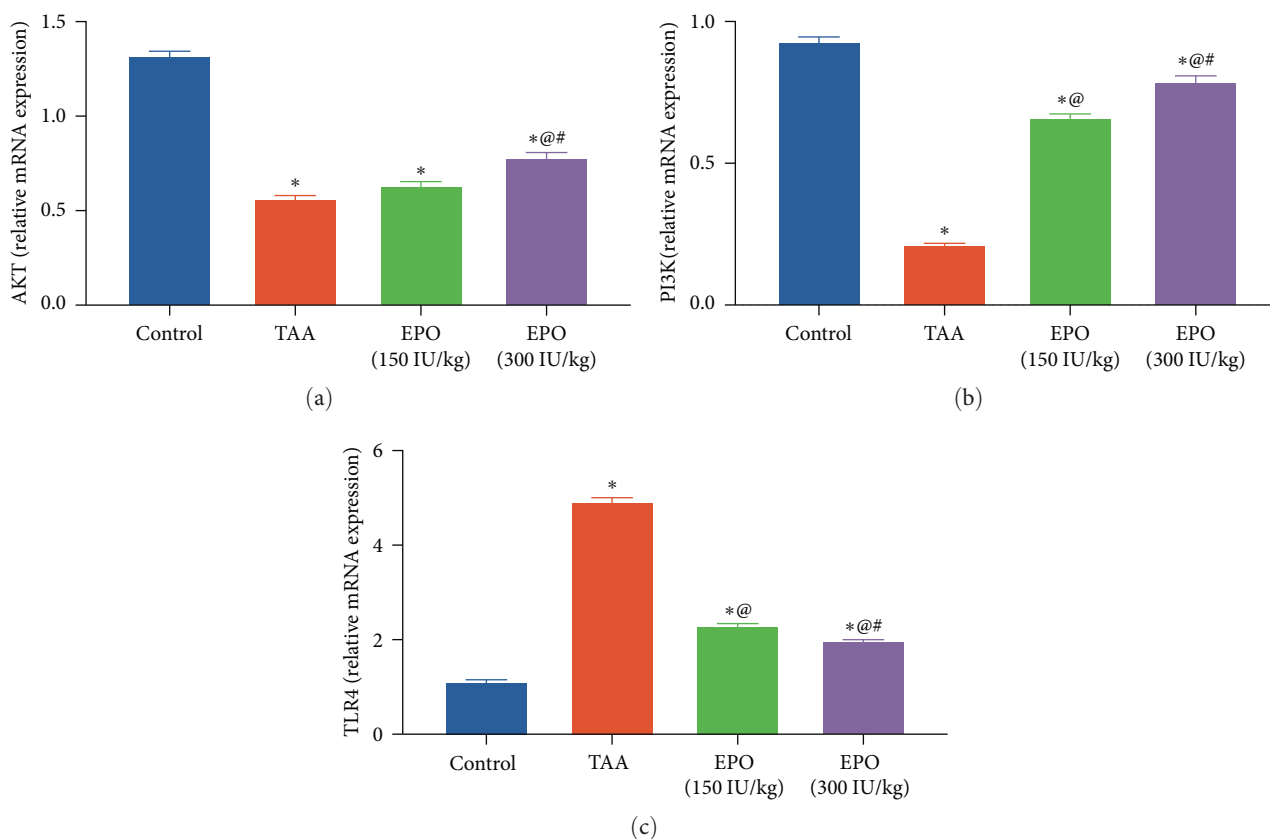 AKT (relative mRNA expression)
1.5
1.0
0.5
0.0
*
*
*@#
Control
TAA
EPO
(150 IU/kg)
EPO
(300 IU/kg)
(a)
PI3K(relative mRNA expression)
1.0
0.5
0.0
*
*@
*@#
Control
TAA
EPO
(150 IU/kg)
EPO
(300 IU/kg)
(b)
TLR4 (relative mRNA expression)
6
4
2
0
*
*@
*@#
Control
TAA
EPO
(150 IU/kg)
EPO
(300 IU/kg)
(c)